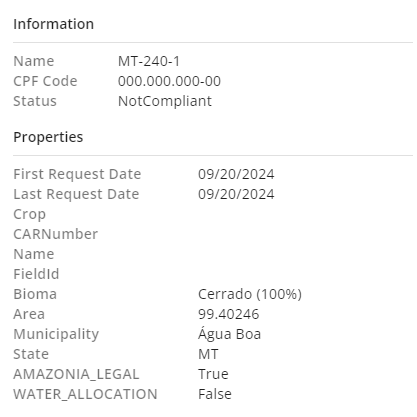 Information
Name MT-240-1
CPF Code 000.000.000-00
Status NotCompliant
Properties
First Request Date 09/20/2024
Last Request Date 09/20/2024
Crop
CARNumber
Name
FieldId
Bioma Cerrado (100%)
Area 99.40246
Municipality Água Boa
State MT
AMAZONIA_LEGAL True
WATER_ALLOCATION False